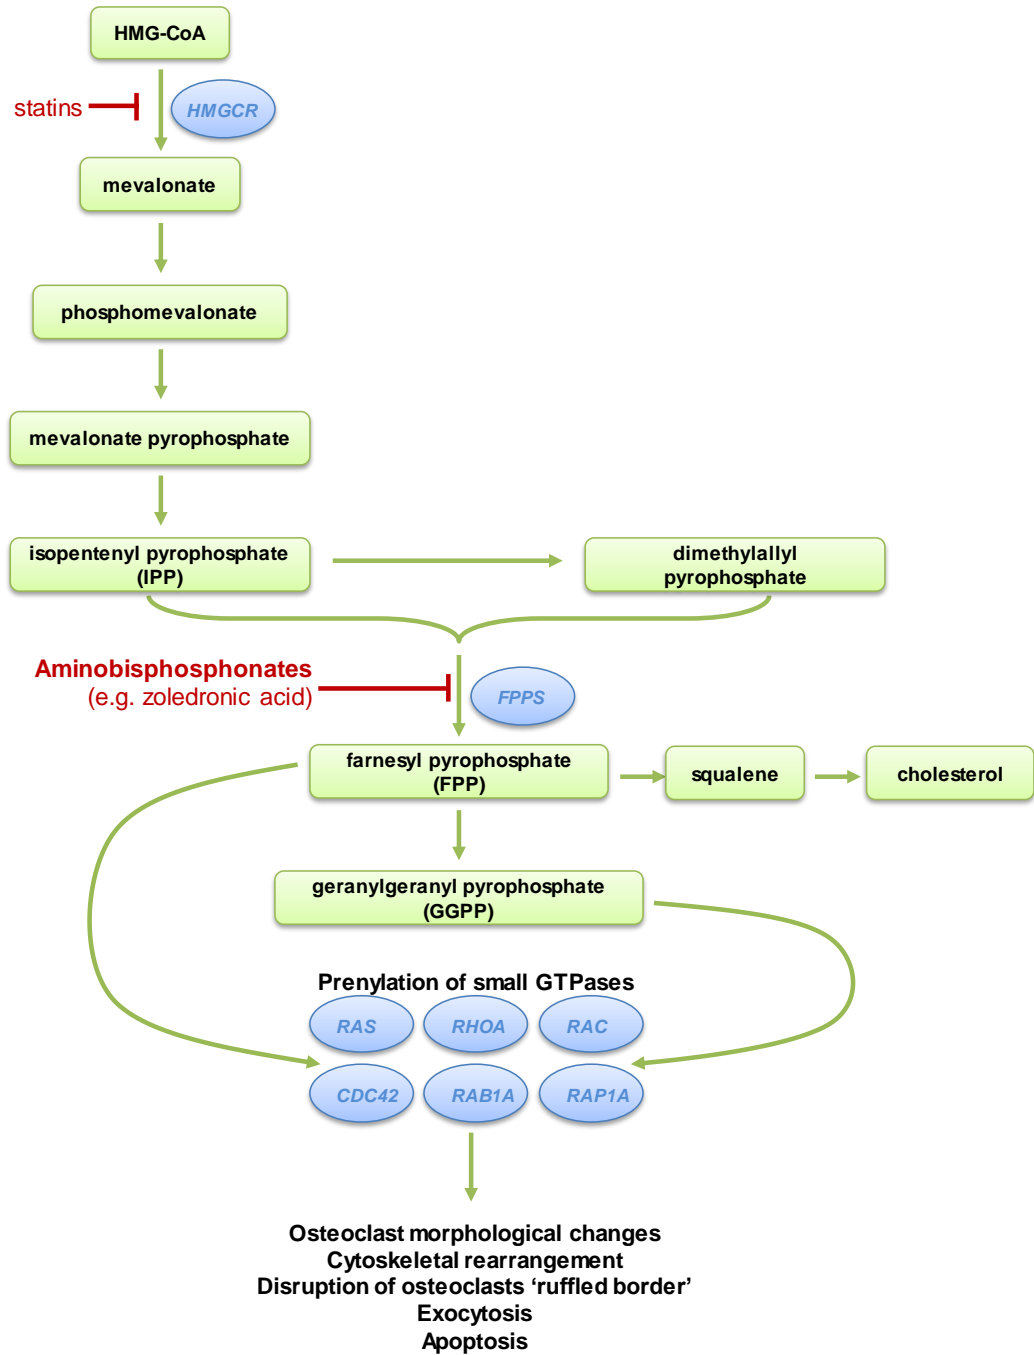 HMG-CoA
statins
HMGCR
mevalonate
phosphomevalonate
mevalonate pyrophosphate
isopentenyl pyrophosphate
(IPP)
dimethylallyl
pyrophosphate
Aminobisphosphonates
(e.g. zoledronic acid)
FPPS
farnesyl pyrophosphate
(FPP)
squalene
cholesterol
geranylgeranyl pyrophosphate
(GGPP)
Prenylation of small GTPases
RAS
RHOA
RAC
CDC42
RAB1A
RAP1A
Osteoclast morphological changes
Cytoskeletal rearrangement
Disruption of osteoclasts ‘ruffled border’
Exocytosis
Apoptosis